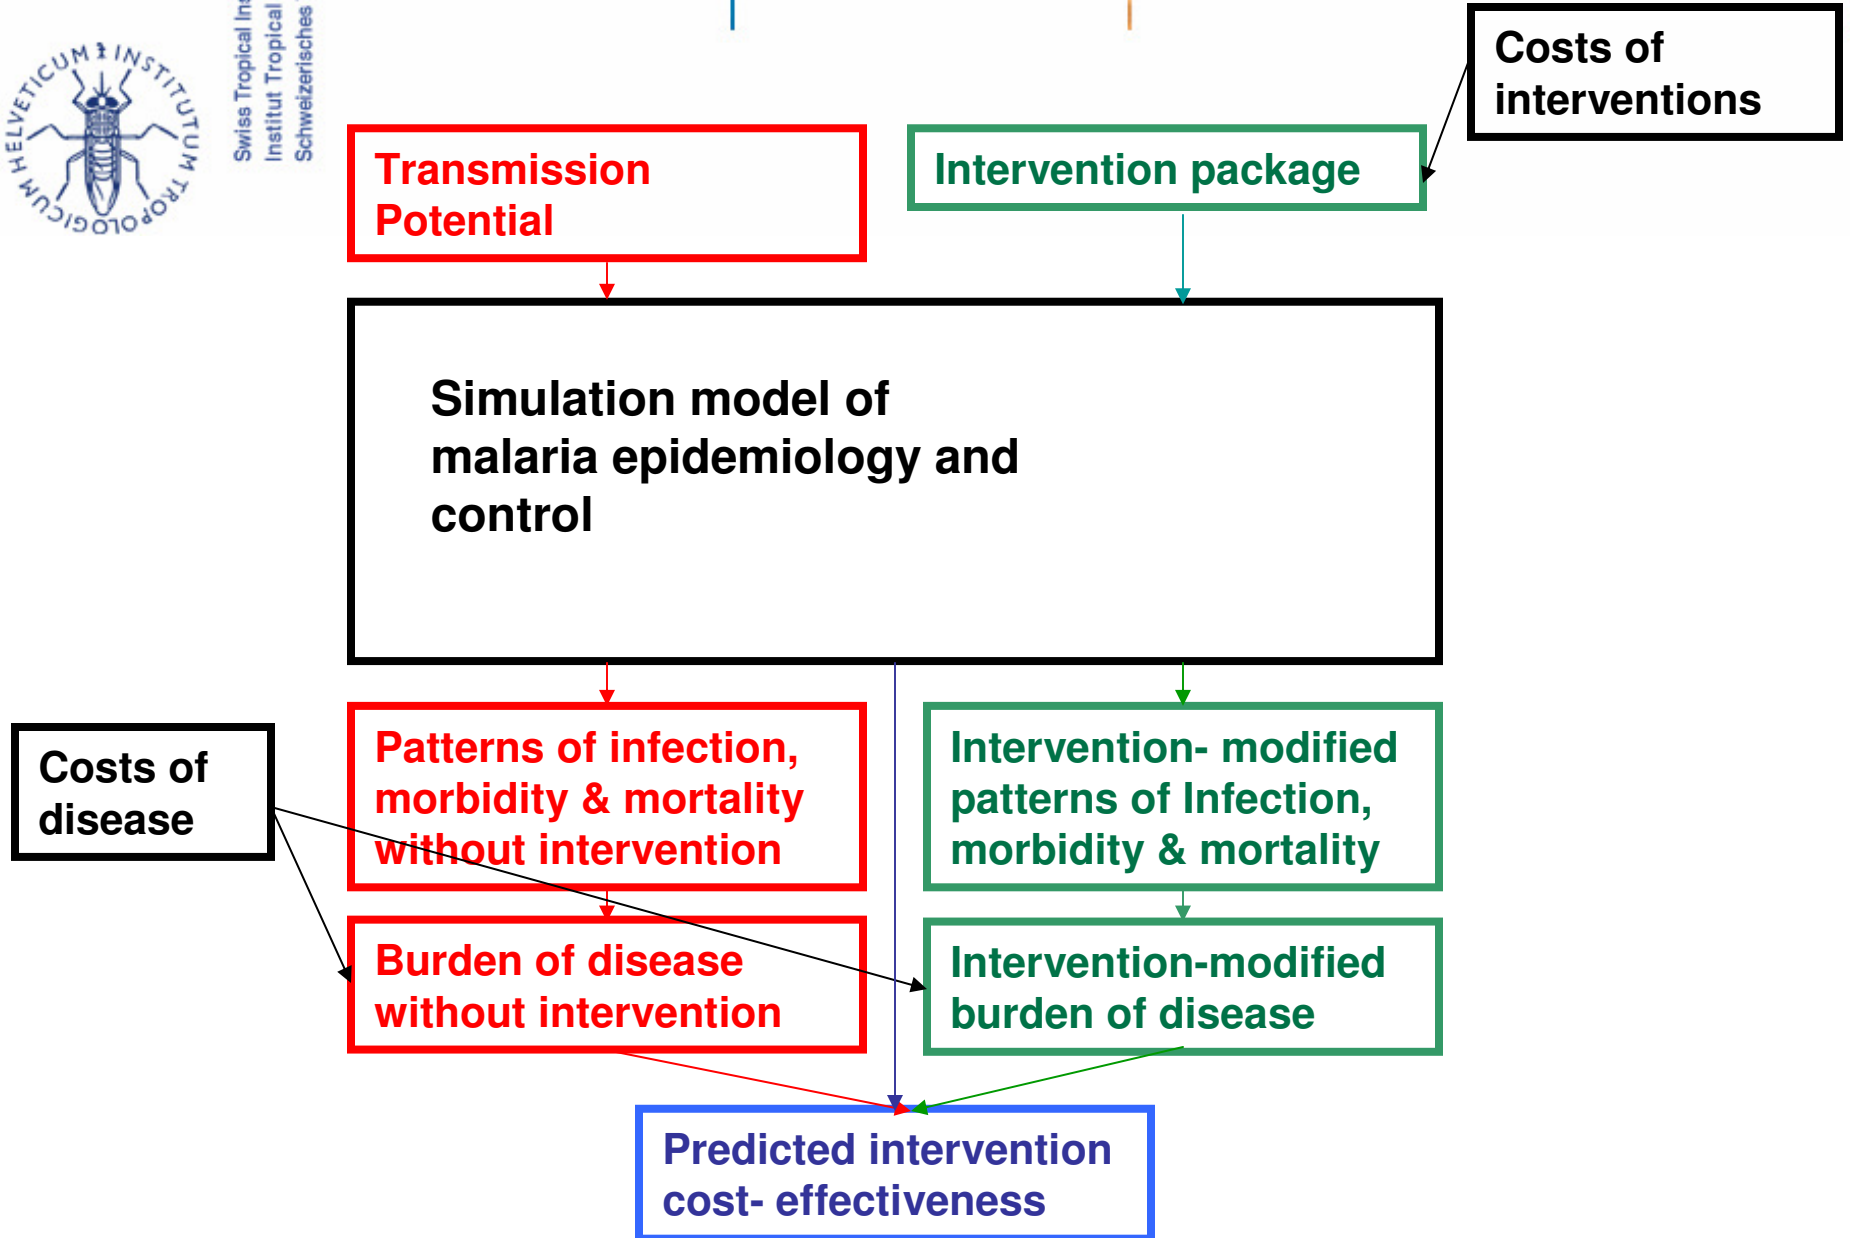 HELVETICUM INSTITUTUM TROPOLOGICUM
Swiss Tropical
Institut Tropical
Schweizerisches
Costs of
interventions
Transmission
Potential
Intervention package
Simulation model of
malaria epidemiology and
control
Costs of
disease
Patterns of infection,
morbidity & mortality
without intervention
Intervention- modified
patterns of Infection,
morbidity & mortality
Burden of disease
without intervention
Intervention-modified
burden of disease
Predicted intervention
cost- effectiveness